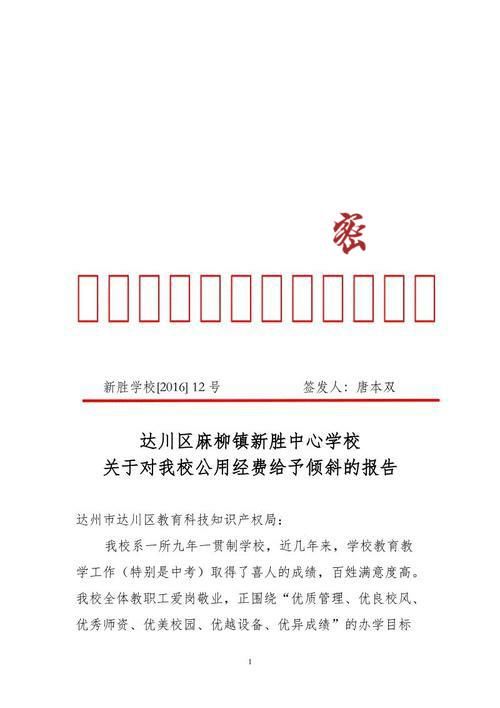 密
新胜学校[2016] 12 号 签发人：唐本双
达川区麻柳镇新胜中心学校
关于对我校公用经费给予倾斜的报告
达州市达川区教育科技知识产权局：
我校系一所九年一贯制学校，近几年来，学校教育教
学工作（特别是中考）取得了喜人的成绩，百姓满意度高。
我校全体教职工爱岗敬业，正围绕“优质管理、优良校风、
优秀师资、优美校园、优越设备、优异成绩”的办学目标
1